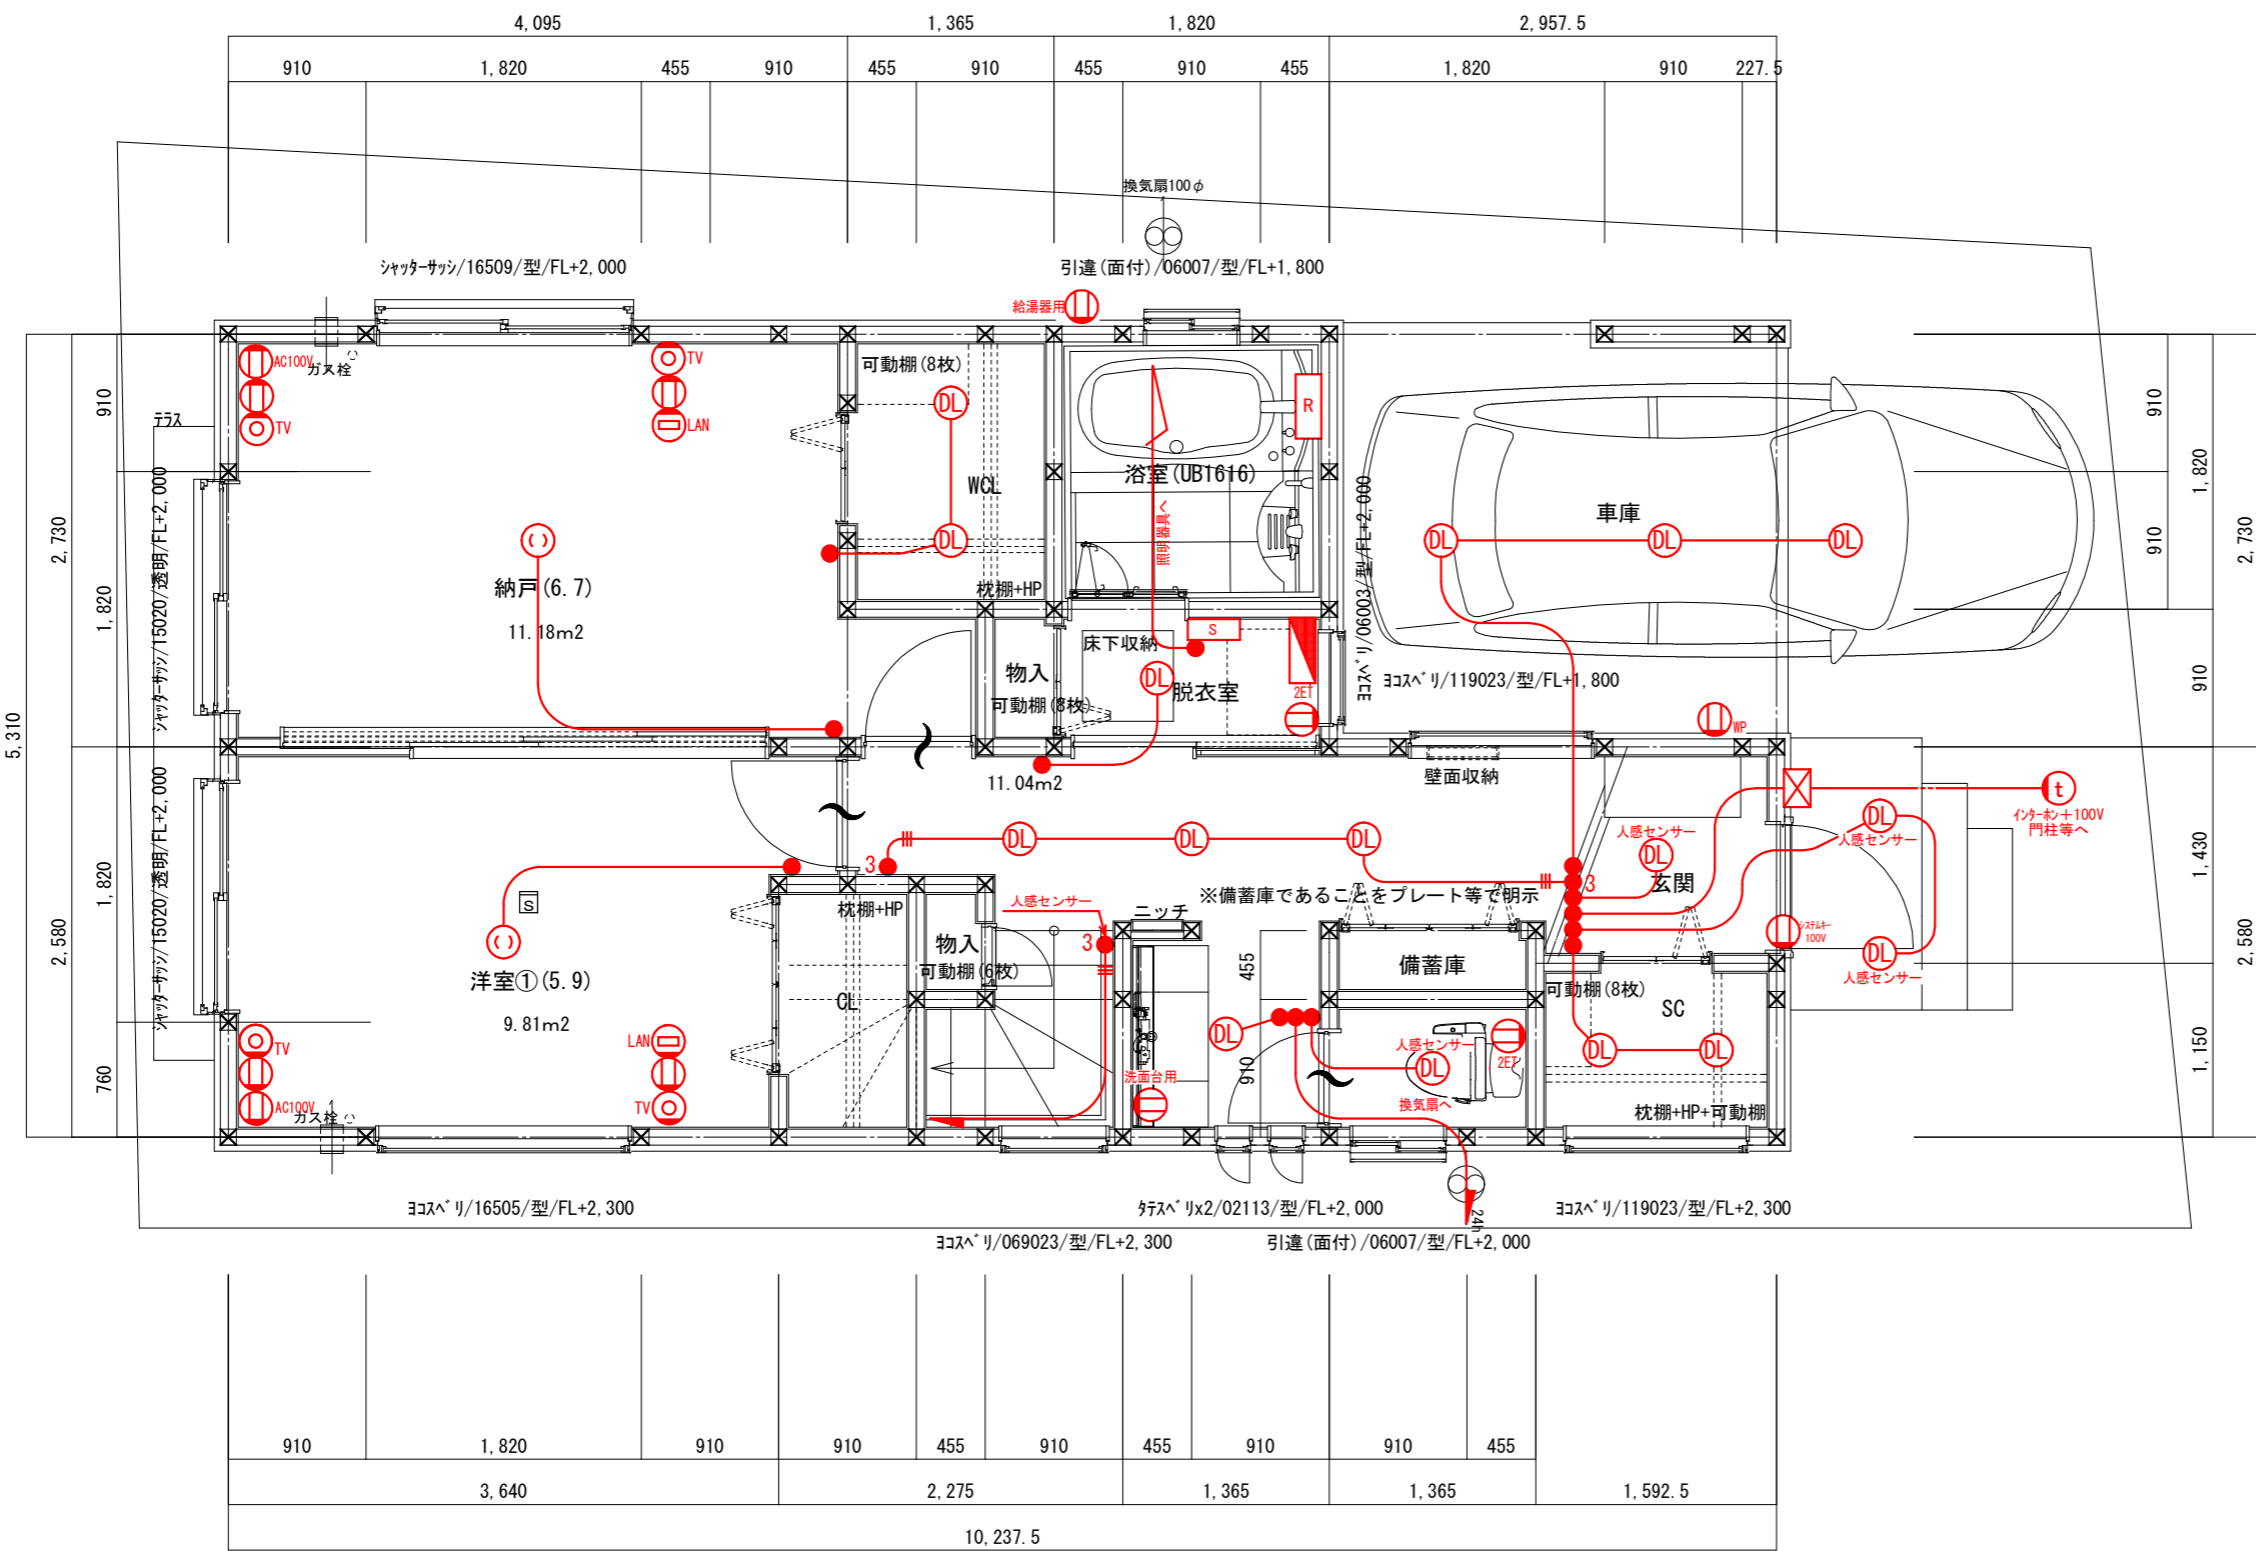 4,095 1,365 1,820 2,957.5
910 1,820 455 910 455 910 455 910 455 1,820 910 227.5
換気扇100φ
シャッターサッシ/16509/型/FL+2,000
引違(面付)/06007/型/FL+1,800
給湯器用
AC100V
ガス栓
TV
TV
LAN
可動棚(8枚)
DL
WCL
DL
枕棚+HP
R
浴室(UB1616)
照明器具へ
車庫
DL DL DL
テラス
シャッターサッシ/15020/透明/FL+2,000
納戸(6.7)
11.18m2
物入
可動棚(8枚)
床下収納
S
DL
脱衣室
2ET
ヨコスベリ/06003/型/FL+2,000
ヨコスベリ/119023/型/FL+1,800
WP
壁面収納
11.04m2
シャッターサッシ/15020/透明/FL+2,000
t
インターホン+100V
門柱等へ
3
DL DL DL
3
人感センサー
DL
玄関
DL
人感センサー
システムキー
100V
DL
人感センサー
※備蓄庫であることをプレート等で明示
S
洋室①(5.9)
9.81m2
枕棚+HP
CL
物入
可動棚(6枚)
人感センサー
3
ニッチ
備蓄庫
可動棚(8枚)
SC
DL DL
枕棚+HP+可動棚
455
910
DL
人感センサー
DL
2ET
洗面台用
換気扇へ
TV
AC100V
ガス栓
LAN
TV
24h
ヨコスベリ/16505/型/FL+2,300
タテスベリx2/02113/型/FL+2,000
ヨコスベリ/119023/型/FL+2,300
ヨコスベリ/069023/型/FL+2,300
引違(面付)/06007/型/FL+2,000
5,310
2,730
2,580
910
1,820
1,820
760
910
910
1,820
910
1,430
1,150
2,730
2,580
910 1,820 910 910 455 910 455 910 910 455
3,640 2,275 1,365 1,365 1,592.5
10,237.5